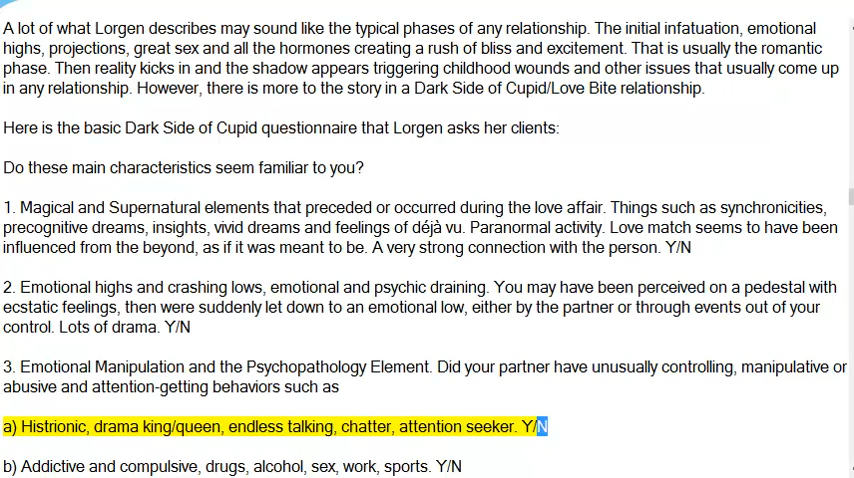 A lot of what Lorgen describes may sound like the typical phases of any relationship. The initial infatuation, emotional
highs, projections, great sex and all the hormones creating a rush of bliss and excitement. That is usually the romantic
phase. Then reality kicks in and the shadow appears triggering childhood wounds and other issues that usually come up
in any relationship. However, there is more to the story in a Dark Side of Cupid/Love Bite relationship.
Here is the basic Dark Side of Cupid questionnaire that Lorgen asks her clients:
Do these main characteristics seem familiar to you?
1. Magical and Supernatural elements that preceded or occurred during the love affair. Things such as synchronicities,
precognitive dreams, insights, vivid dreams and feelings of déjà vu. Paranormal activity. Love match seems to have been
influenced from the beyond, as if it was meant to be. A very strong connection with the person. Y/N
2. Emotional highs and crashing lows, emotional and psychic draining. You may have been perceived on a pedestal with
ecstatic feelings, then were suddenly let down to an emotional low, either by the partner or through events out of your
control. Lots of drama. Y/N
3. Emotional Manipulation and the Psychopathology Element. Did your partner have unusually controlling, manipulative or
abusive and attention-getting behaviors such as
a) Histrionic, drama king/queen, endless talking, chatter, attention seeker. Y/N
b) Addictive and compulsive, drugs, alcohol, sex, work, sports. Y/N